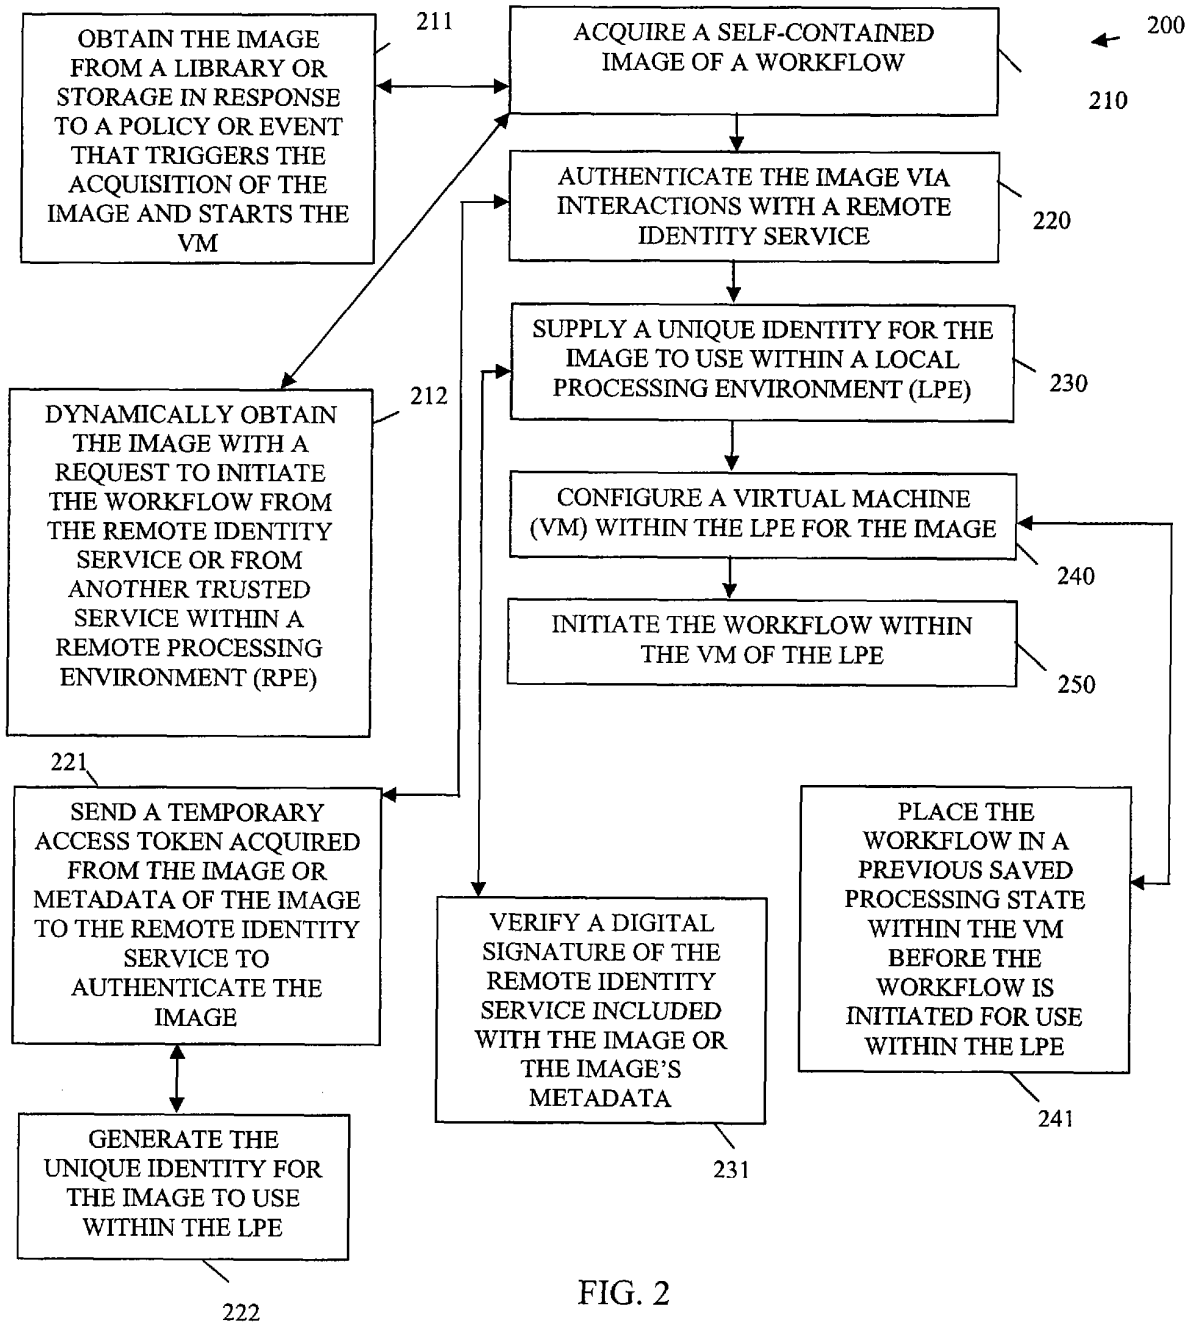 200
211
OBTAIN THE IMAGE
FROM A LIBRARY OR
STORAGE IN RESPONSE
TO A POLICY OR EVENT
THAT TRIGGERS THE
ACQUISITION OF THE
IMAGE AND STARTS THE
VM
ACQUIRE A SELF-CONTAINED
IMAGE OF A WORKFLOW
210
AUTHENTICATE THE IMAGE VIA
INTERACTIONS WITH A REMOTE
IDENTITY SERVICE
220
SUPPLY A UNIQUE IDENTITY FOR THE
IMAGE TO USE WITHIN A LOCAL
PROCESSING ENVIRONMENT (LPE)
230
212
DYNAMICALLY OBTAIN
THE IMAGE WITH A
REQUEST TO INITIATE
THE WORKFLOW FROM
THE REMOTE IDENTITY
SERVICE OR FROM
ANOTHER TRUSTED
SERVICE WITHIN A
REMOTE PROCESSING
ENVIRONMENT (RPE)
CONFIGURE A VIRTUAL MACHINE
(VM) WITHIN THE LPE FOR THE IMAGE
240
INITIATE THE WORKFLOW WITHIN
THE VM OF THE LPE
250
221
SEND A TEMPORARY
ACCESS TOKEN ACQUIRED
FROM THE IMAGE OR
METADATA OF THE IMAGE
TO THE REMOTE IDENTITY
SERVICE TO
AUTHENTICATE THE
IMAGE
VERIFY A DIGITAL
SIGNATURE OF THE
REMOTE IDENTITY
SERVICE INCLUDED
WITH THE IMAGE OR
THE IMAGE'S
METADATA
231
PLACE THE
WORKFLOW IN A
PREVIOUS SAVED
PROCESSING STATE
WITHIN THE VM
BEFORE THE
WORKFLOW IS
INITIATED FOR USE
WITHIN THE LPE
241
GENERATE THE
UNIQUE IDENTITY FOR
THE IMAGE TO USE
WITHIN THE LPE
222
FIG. 2